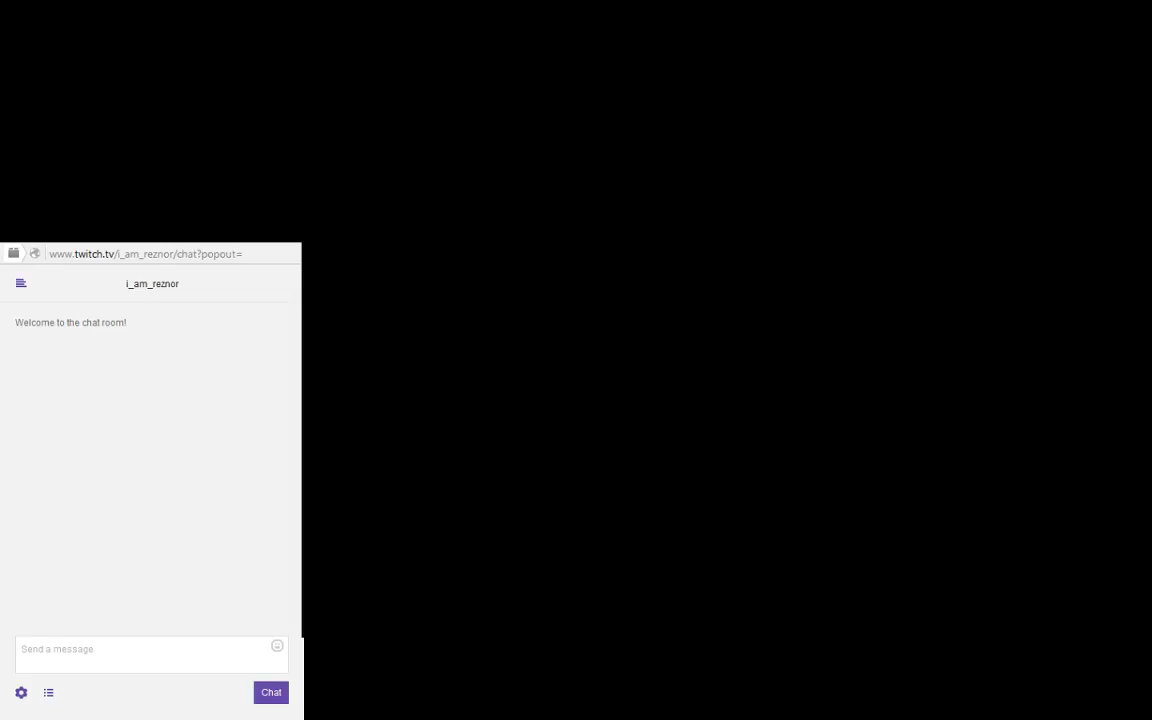 www.twitch.tv/i_am_reznor/chat?popout=
i_am_reznor
Welcome to the chat room!
Send a message
Chat